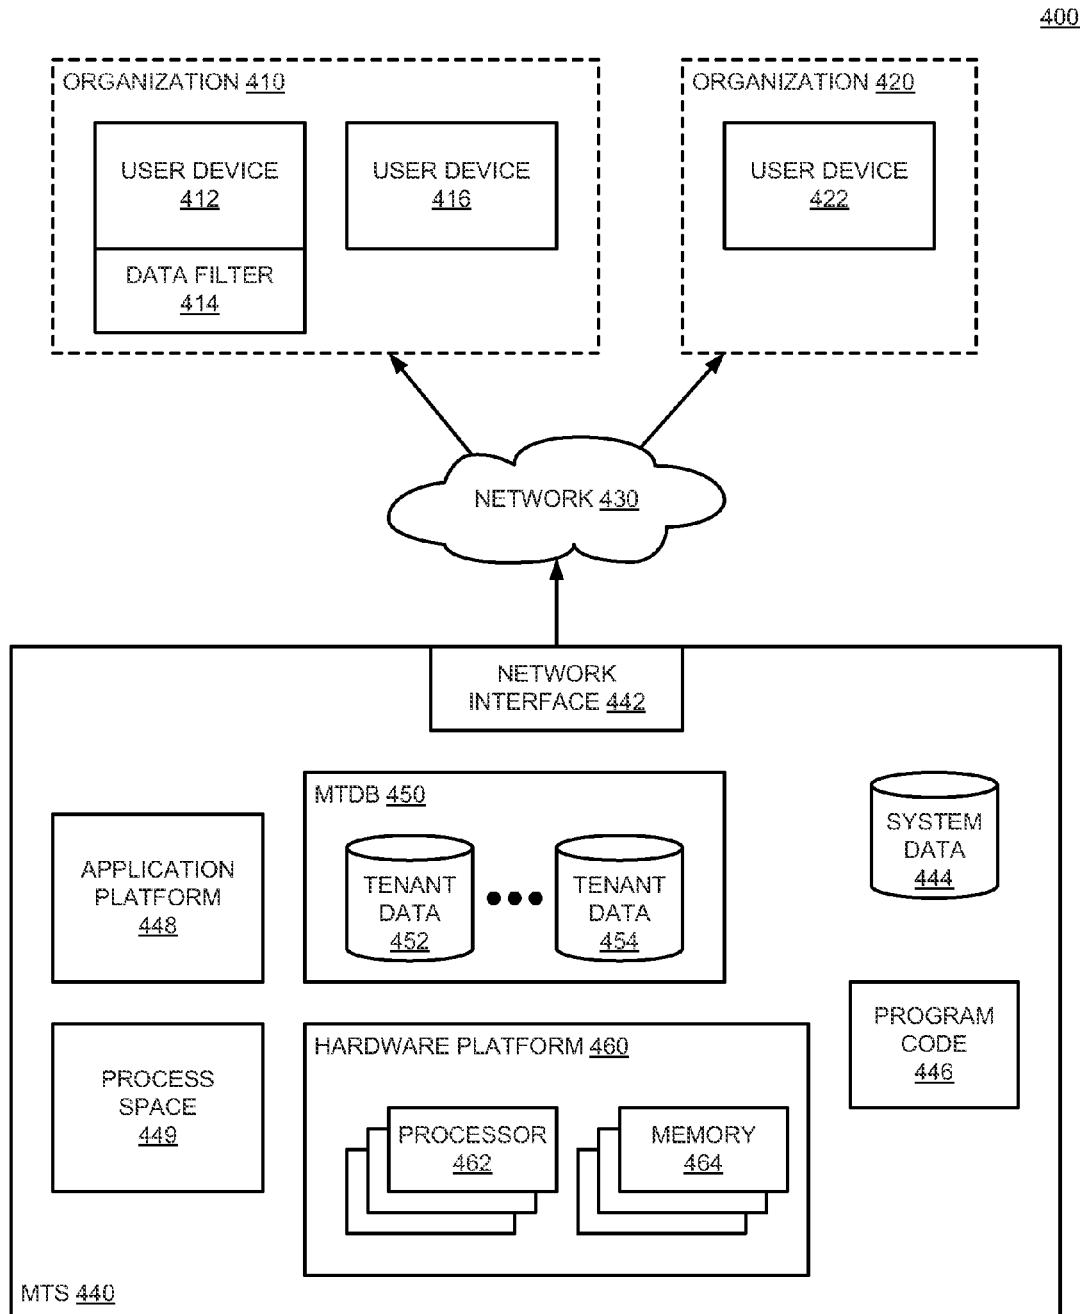 400
ORGANIZATION 410
ORGANIZATION 420
USER DEVICE
412
USER DEVICE
416
USER DEVICE
422
DATA FILTER
414
NETWORK 430
NETWORK
INTERFACE 442
MTDB 450
SYSTEM
DATA
444
APPLICATION
PLATFORM
448
TENANT
DATA
452
TENANT
DATA
454
PROGRAM
CODE
446
HARDWARE PLATFORM 460
PROCESS
SPACE
449
PROCESSOR
462
MEMORY
464
MTS 440